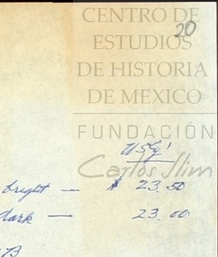 CENTRO DE
20
ESTUDIOS
DE HISTORIA
DE MEXICO
FUNDACIÓN
Carlos Slim
bright — $ 23.50
dark — 23.00